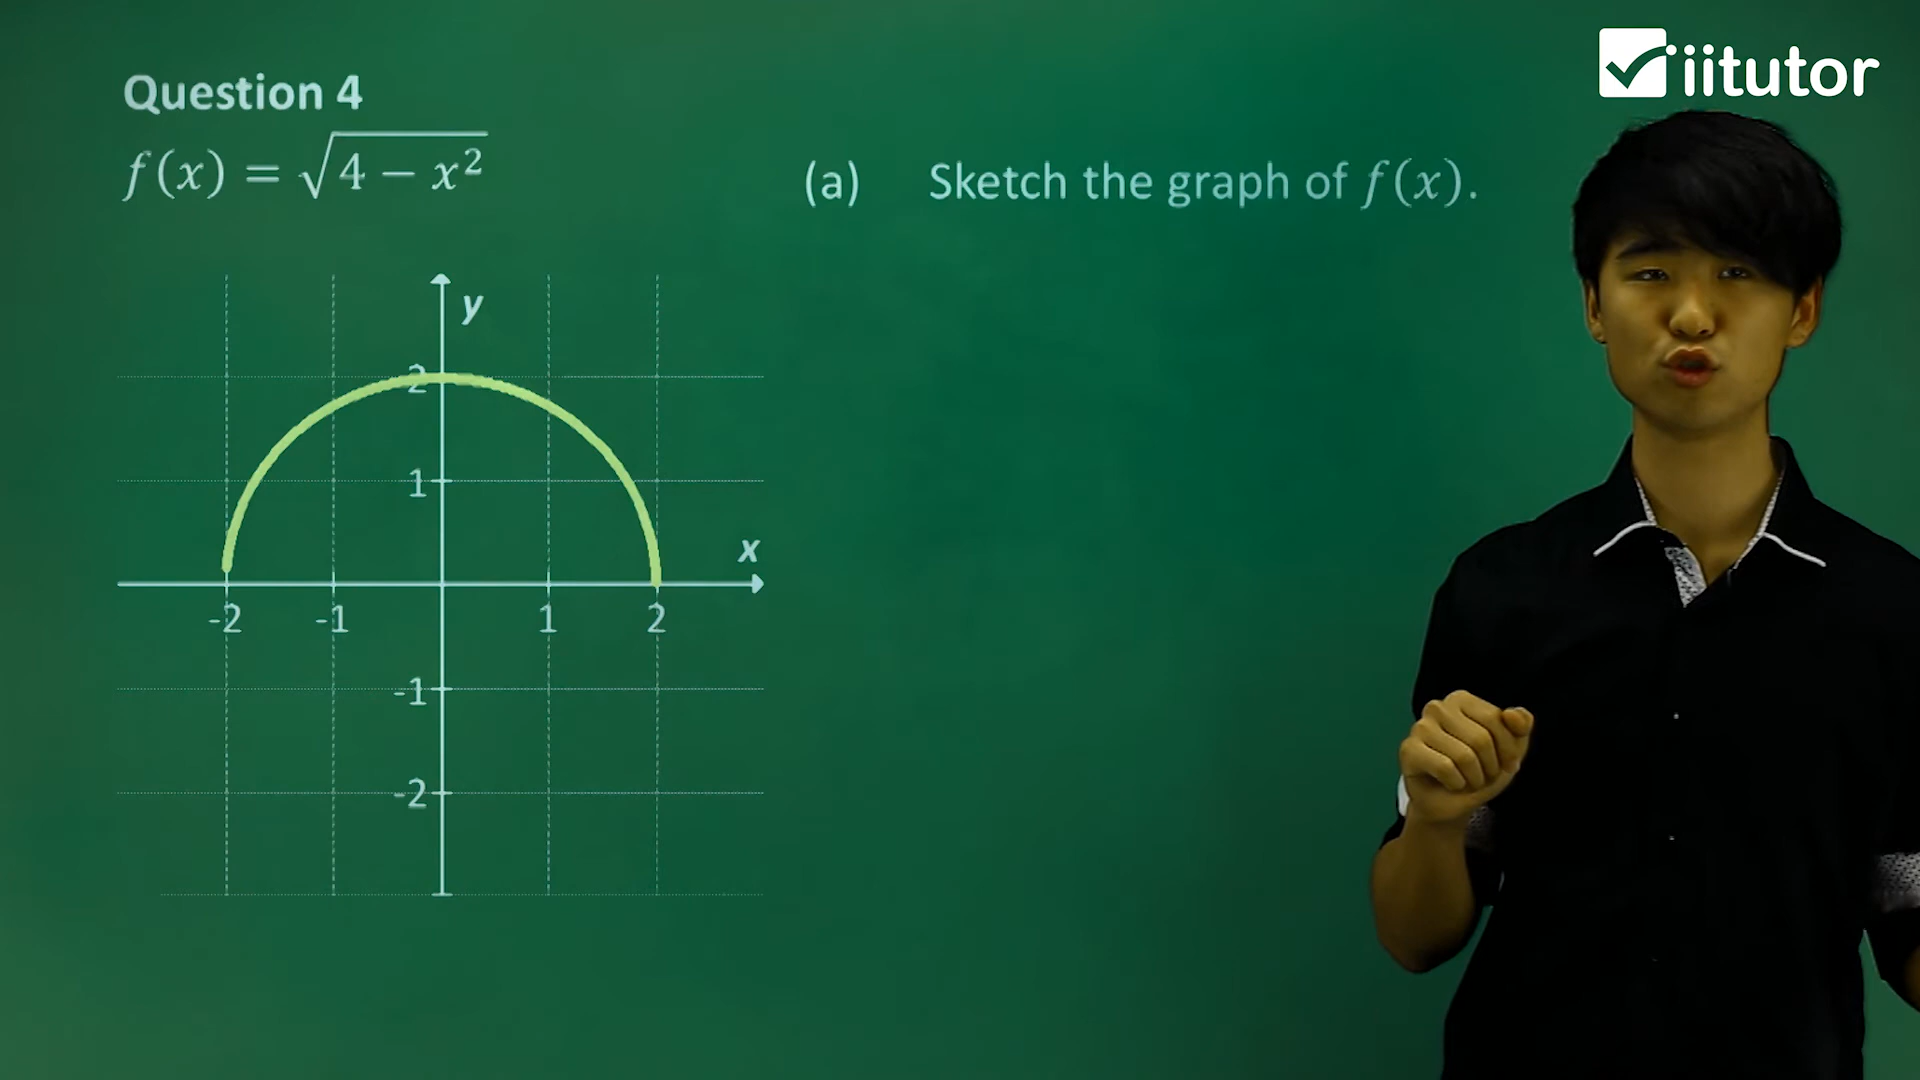 iitutor
Question 4
f(x) = √4 − x²
(a) Sketch the graph of f(x).
y
2
1
x
-2 -1 1 2
-1
-2